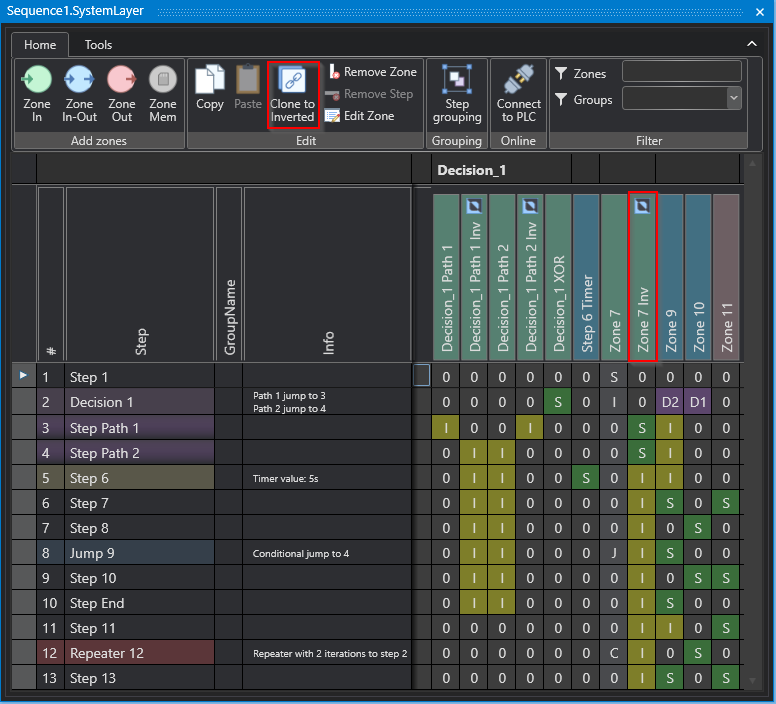 Sequence1.SystemLayer
Home Tools
Zone In
Zone In-Out
Zone Out
Zone Mem
Add zones
Copy
Paste
Clone to Inverted
Remove Zone
Remove Step
Edit Zone
Edit
Step grouping
Grouping
Connect to PLC
Online
Zones
Groups
Filter
Decision_1
# Step GroupName Info Decision_1 Path 1 Decision_1 Path 1 Inv Decision_1 Path 2 Decision_1 Path 2 Inv Decision_1 XOR Step 6 Timer Zone 7 Zone 7 Inv Zone 9 Zone 10 Zone 11
1 Step 1 0 0 0 0 0 0 S 0 0 0 0
2 Decision 1 Path 1 jump to 3 0 0 0 0 S 0 I 0 D2 D1 0
Path 2 jump to 4
3 Step Path 1 I 0 0 I 0 0 0 S I 0 0
4 Step Path 2 0 I I 0 0 0 0 S I 0 0
5 Step 6 Timer value: 5s 0 I I 0 0 S 0 I I 0 0
6 Step 7 0 I I 0 0 0 0 I S 0 S
7 Step 8 0 I I 0 0 0 0 I 0 S 0
8 Jump 9 Conditional jump to 4 0 I I 0 0 0 J I S 0 0
9 Step 10 0 I I 0 0 0 0 I 0 S S
10 Step End 0 I I 0 0 0 0 I S 0 0
11 Step 11 0 0 0 0 0 0 0 I I 0 S
12 Repeater 12 Repeater with 2 iterations to step 2 0 0 0 0 0 0 C I 0 S 0
13 Step 13 0 0 0 0 0 0 0 I S 0 S